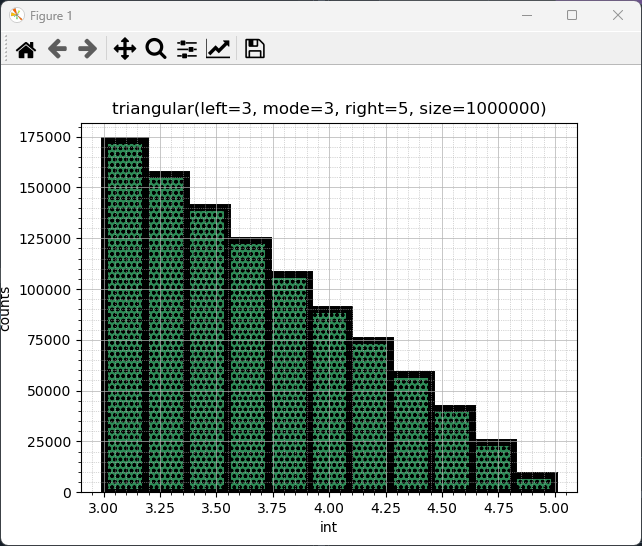 Figure 1
triangular(left=3, mode=3, right=5, size=1000000)
175000
150000
125000
100000
75000
50000
25000
0
counts
3.00 3.25 3.50 3.75 4.00 4.25 4.50 4.75 5.00
int